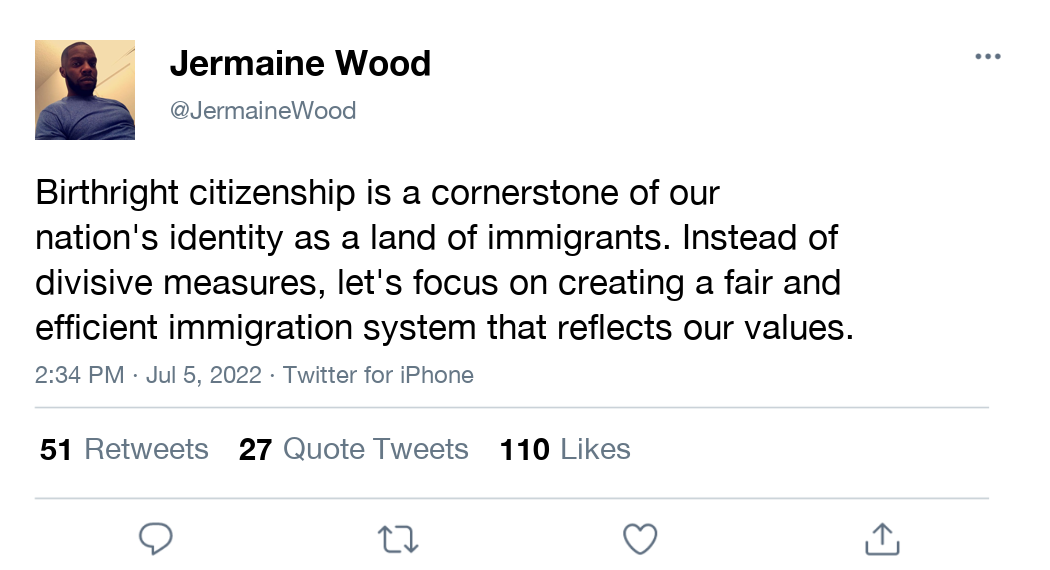 Jermaine Wood
@JermaineWood
Birthright citizenship is a cornerstone of our
nation's identity as a land of immigrants. Instead of
divisive measures, let's focus on creating a fair and
efficient immigration system that reflects our values.
2:34 PM · Jul 5, 2022 · Twitter for iPhone
51 Retweets 27 Quote Tweets 110 Likes